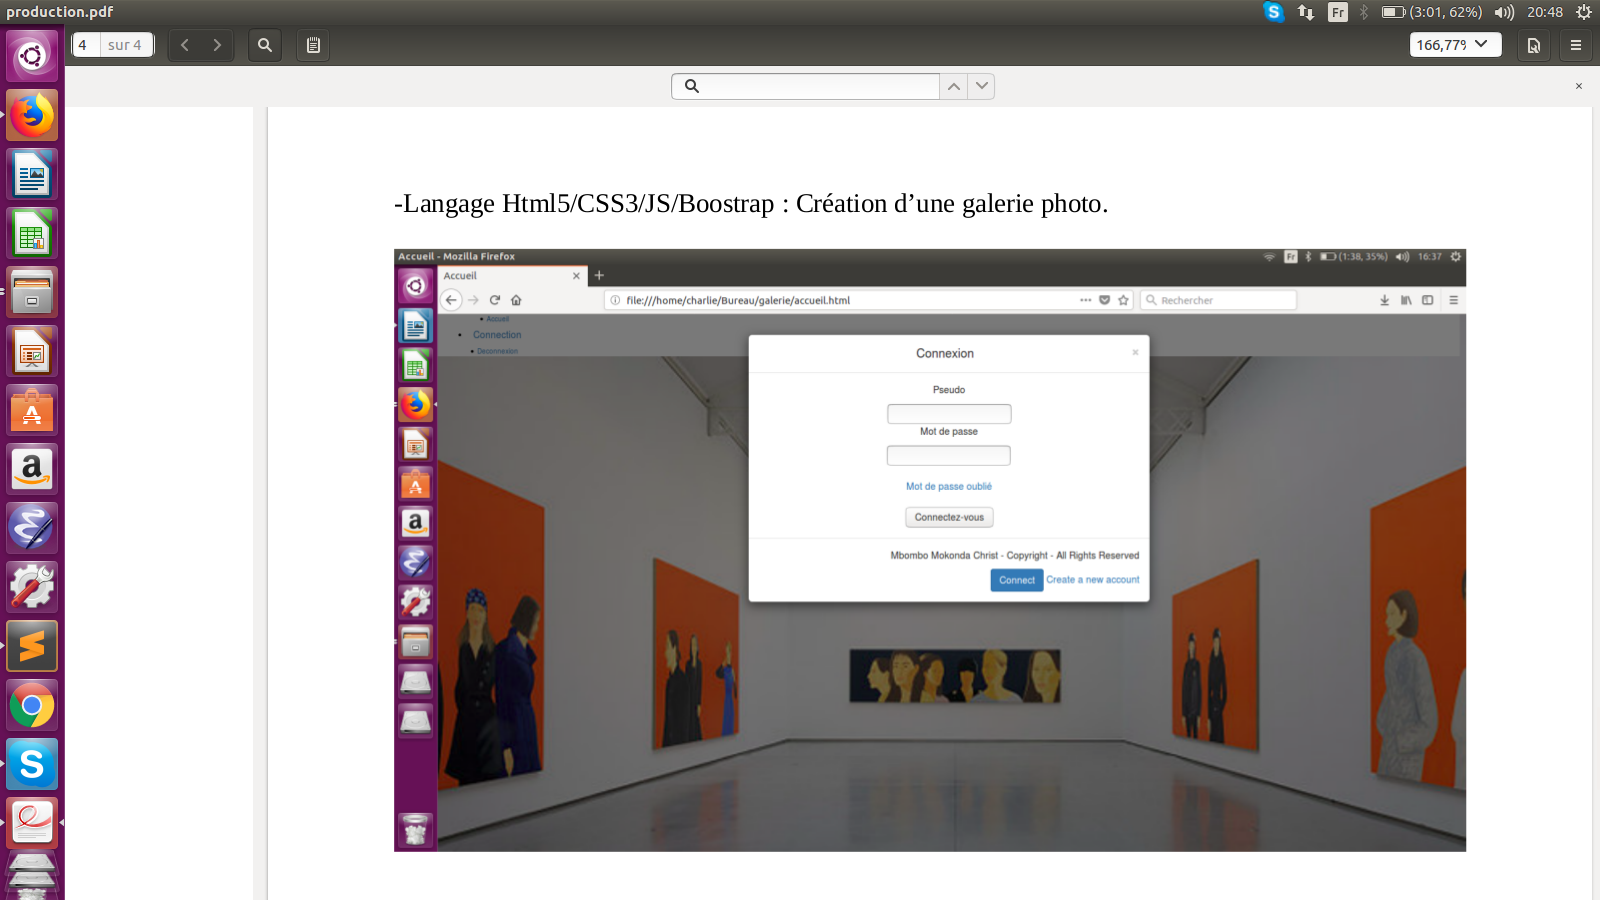 production.pdf
Fr
(3:01, 62%)
20:48
4
sur 4
166,77%
-Langage Html5/CSS3/JS/Boostrap : Création d’une galerie photo.
Accueil - Mozilla Firefox
Fr
(1:38, 35%)
16:37
Accueil
file:///home/charlie/Bureau/galerie/accueil.html
Rechercher
Accueil
Connection
Deconnexion
Connexion
Pseudo
Mot de passe
Mot de passe oublié
Connectez-vous
Mbombo Mokonda Christ - Copyright - All Rights Reserved
Connect
Create a new account